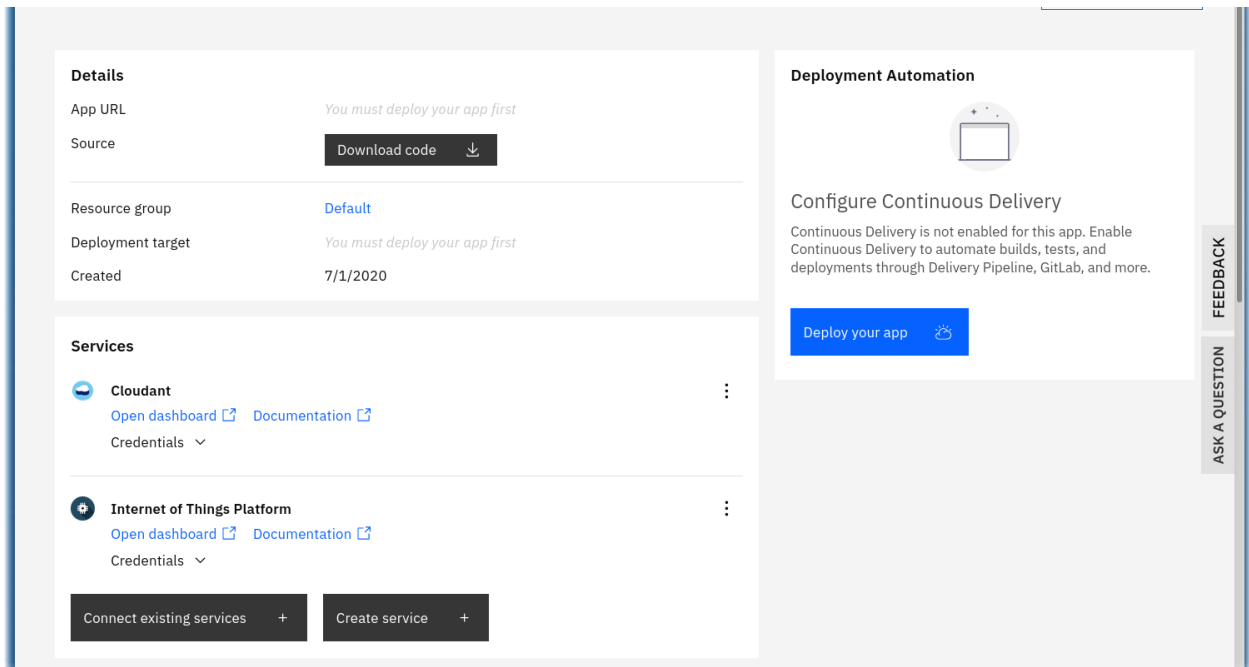 Details
App URL
You must deploy your app first
Source
Download code
Resource group
Default
Deployment target
You must deploy your app first
Created
7/1/2020
Services
Cloudant
Open dashboard Documentation
Credentials
Internet of Things Platform
Open dashboard Documentation
Credentials
Connect existing services +
Create service +
Deployment Automation
Configure Continuous Delivery
Continuous Delivery is not enabled for this app. Enable
Continuous Delivery to automate builds, tests, and
deployments through Delivery Pipeline, GitLab, and more.
Deploy your app
FEEDBACK
ASK A QUESTION